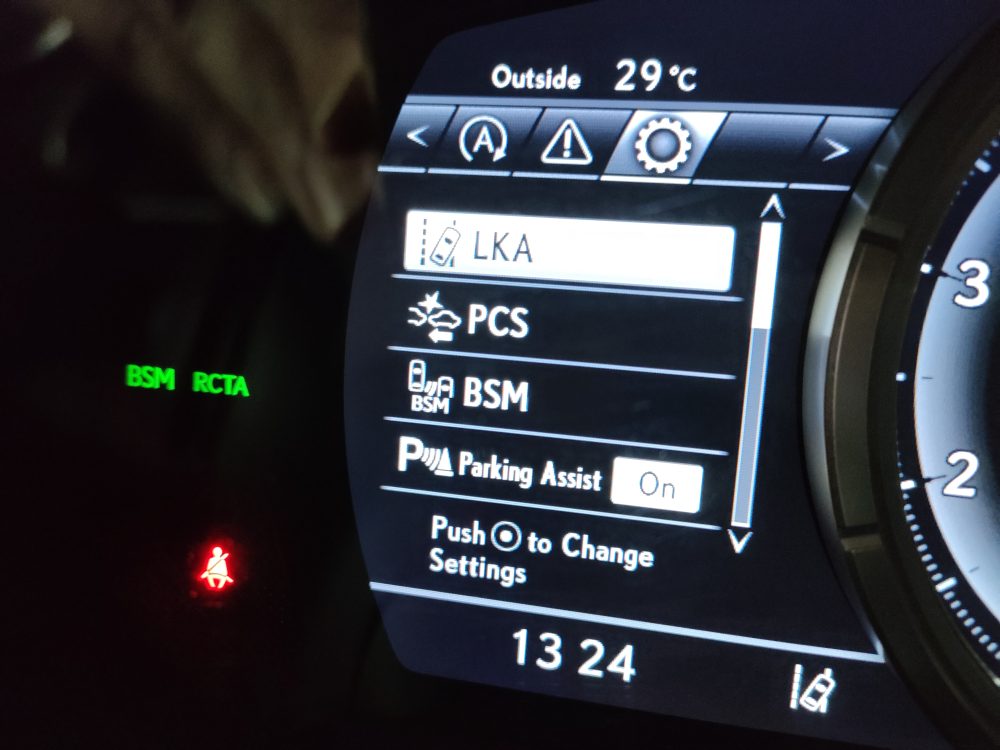 Outside 29°C
< A ! >
LKA
PCS
BSM BSM
Parking Assist On
Push to Change
Settings
13 24
BSM RCTA
3
2